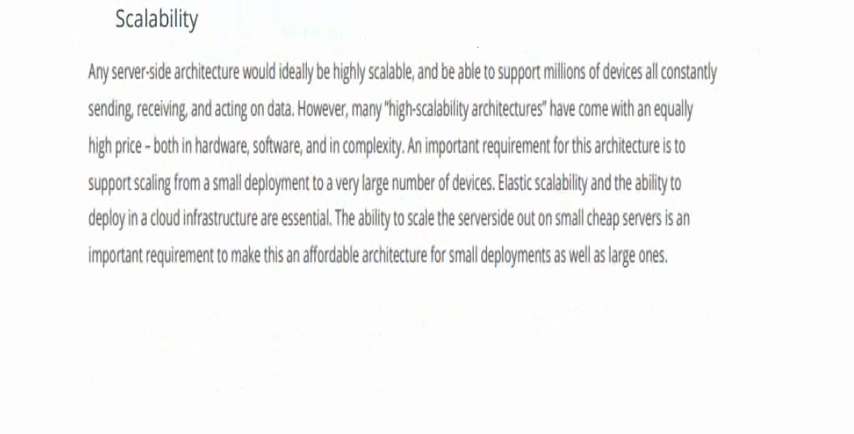 Scalability
Any server-side architecture would ideally be highly scalable, and be able to support millions of devices all constantly
sending, receiving, and acting on data. However, many "high-scalability architectures" have come with an equally
high price – both in hardware, software, and in complexity. An important requirement for this architecture is to
support scaling from a small deployment to a very large number of devices. Elastic scalability and the ability to
deploy in a cloud infrastructure are essential. The ability to scale the serverside out on small cheap servers is an
important requirement to make this an affordable architecture for small deployments as well as large ones.